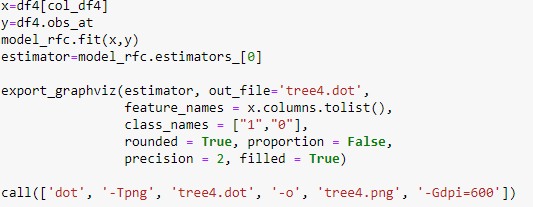 x=df4[col_df4]
y=df4.obs_at
model_rfc.fit(x,y)
estimator=model_rfc.estimators_[0]
export_graphviz(estimator, out_file='tree4.dot',
feature_names = x.columns.tolist(),
class_names = ["1","0"],
rounded = True, proportion = False,
precision = 2, filled = True)
call(['dot', '-Tpng', 'tree4.dot', '-o', 'tree4.png', '-Gdpi=600'])